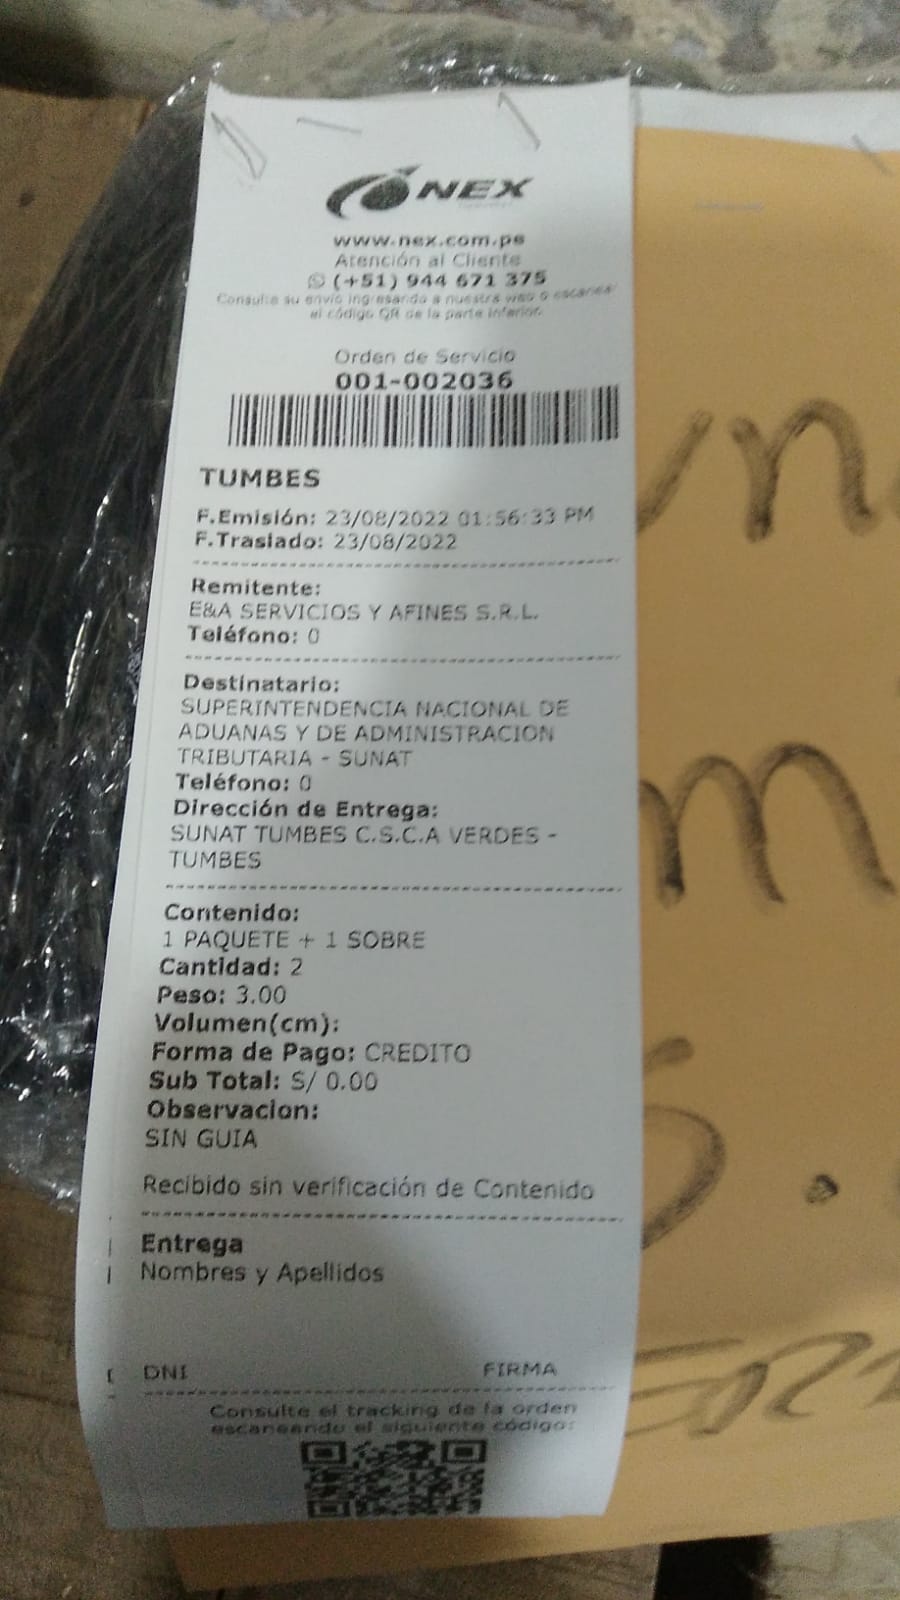 NEX
www.nex.com.pe
Atención al Cliente
(+51) 944 671 375
Consulte su envío ingresando a nuestra web o escanea
el código QR de la parte inferior
Orden de Servicio
001-002036
TUMBES
F.Emisión: 23/08/2022 01:56:33 PM
F.Traslado: 23/08/2022
Remitente:
E&A SERVICIOS Y AFINES S.R.L.
Teléfono: 0
Destinatario:
SUPERINTENDENCIA NACIONAL DE
ADUANAS Y DE ADMINISTRACION
TRIBUTARIA - SUNAT
Teléfono: 0
Dirección de Entrega:
SUNAT TUMBES C.S.C.A VERDES -
TUMBES
Contenido:
1 PAQUETE + 1 SOBRE
Cantidad: 2
Peso: 3.00
Volumen(cm):
Forma de Pago: CREDITO
Sub Total: S/ 0.00
Observacion:
SIN GUIA
Recibido sin verificación de Contenido
Entrega
Nombres y Apellidos
DNI FIRMA
Consulte el tracking de la orden
escaneando el siguiente código: